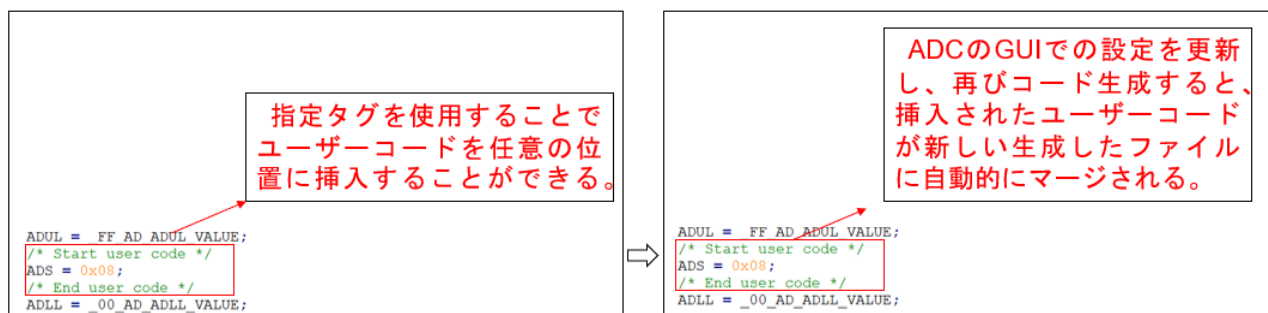 指定タグを使用することで
ユーザーコードを任意の位
置に挿入することができる。
ADUL = _FF_AD_ADUL_VALUE;
/* Start user code */
ADS = 0x08;
/* End user code */
ADLL = _00_AD_ADLL_VALUE;
ADCのGUIでの設定を更新
し、再びコード生成すると、
挿入されたユーザーコード
が新しい生成したファイル
に自動的にマージされる。
ADUL = _FF_AD_ADUL_VALUE;
/* Start user code */
ADS = 0x08;
/* End user code */
ADLL = _00_AD_ADLL_VALUE;